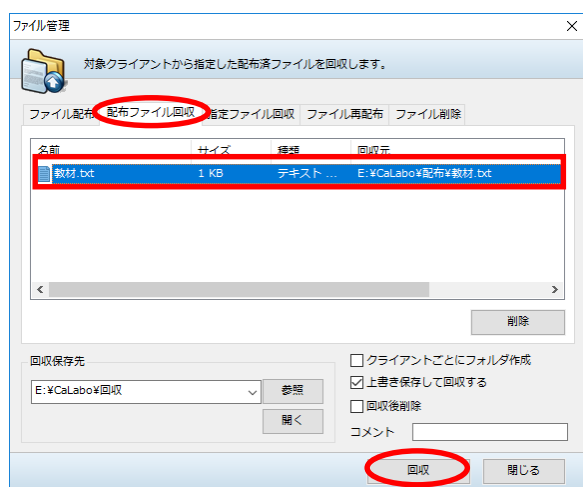 ファイル管理
対象クライアントから指定した配布済ファイルを回収します。
ファイル配布 配布ファイル回収 指定ファイル回収 ファイル再配布 ファイル削除
名前 サイズ 種類 回収元
教材.txt 1 KB テキスト ... E:¥CaLabo¥配布¥教材.txt
削除
回収保存先
E:¥CaLabo¥回収 参照
開く
クライアントごとにフォルダ作成
上書き保存して回収する
回収後削除
コメント
回収 閉じる